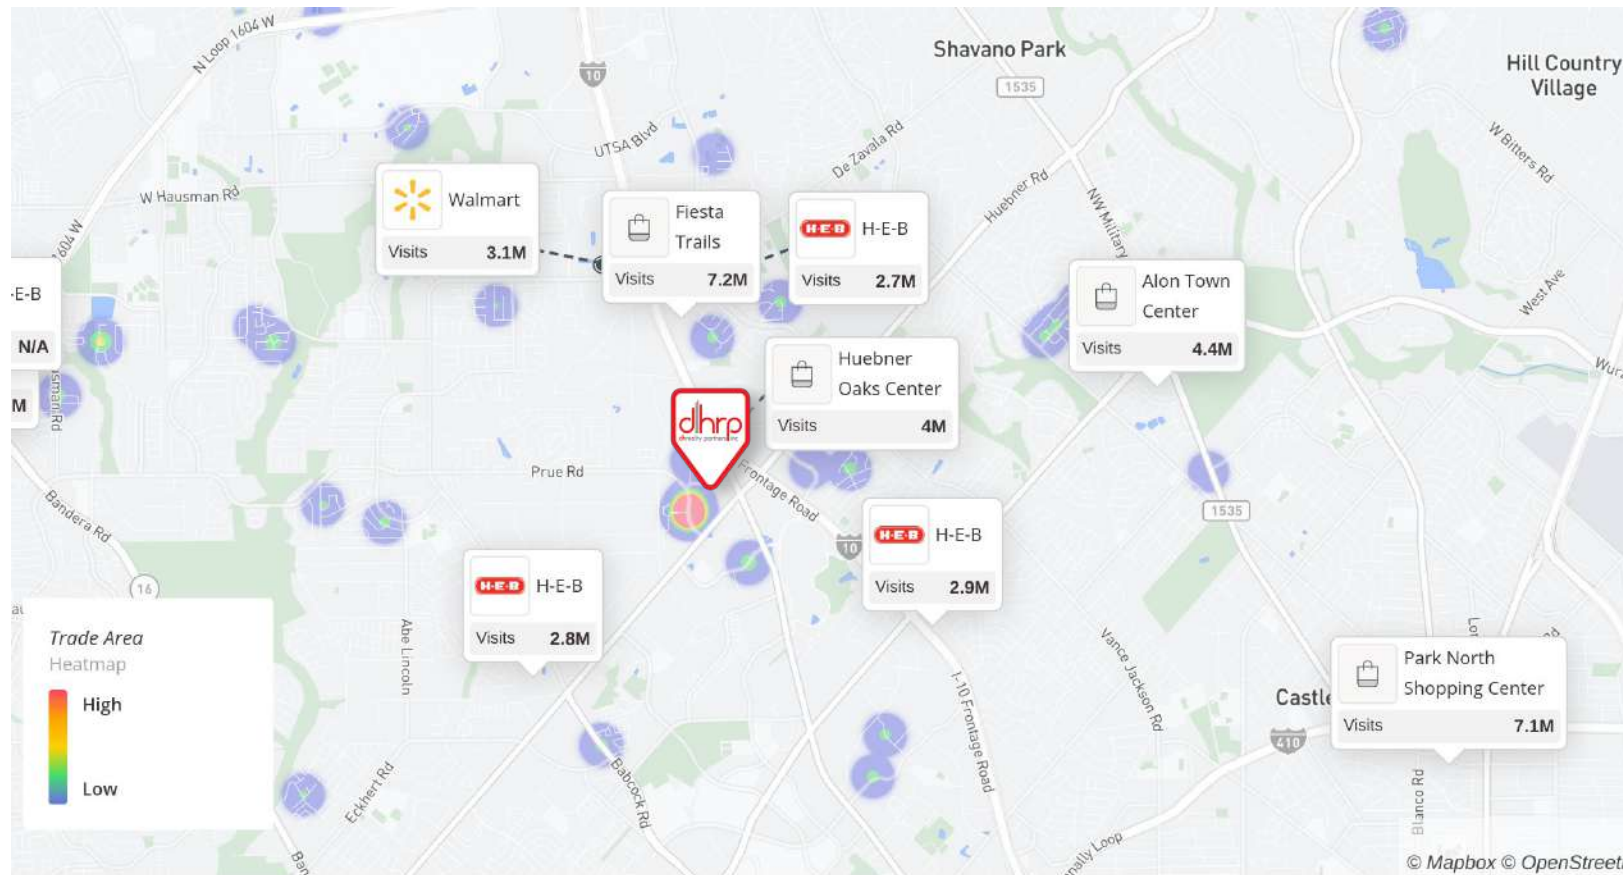 N Loop 1604 W
10
Shavano Park
1535
Hill Country
Village
UTSA Blvd
De Zavala Rd
W Bitters Rd
W Hausman Rd
Walmart
Visits 3.1M
Fiesta
Trails
Visits 7.2M
H-E-B
H-E-B
Visits 2.7M
Huebner Rd
NW Military
1604 W
-E-B
N/A
M
Alon Town
Center
Visits 4.4M
West Ave
Huebner
Oaks Center
Visits 4M
dhrp
Prue Rd
Frontage Road
Bandera Rd
1535
10
H-E-B
H-E-B
Visits 2.9M
H-E-B
H-E-B
Visits 2.8M
16
Trade Area
Heatmap
High
Low
Abe Lincoln
Vance Jackson Rd
I-10 Frontage Road
Park North
Shopping Center
Visits 7.1M
Castle
410
Eckhert Rd
Babcock Rd
Blanco Rd
© Mapbox © OpenStreet